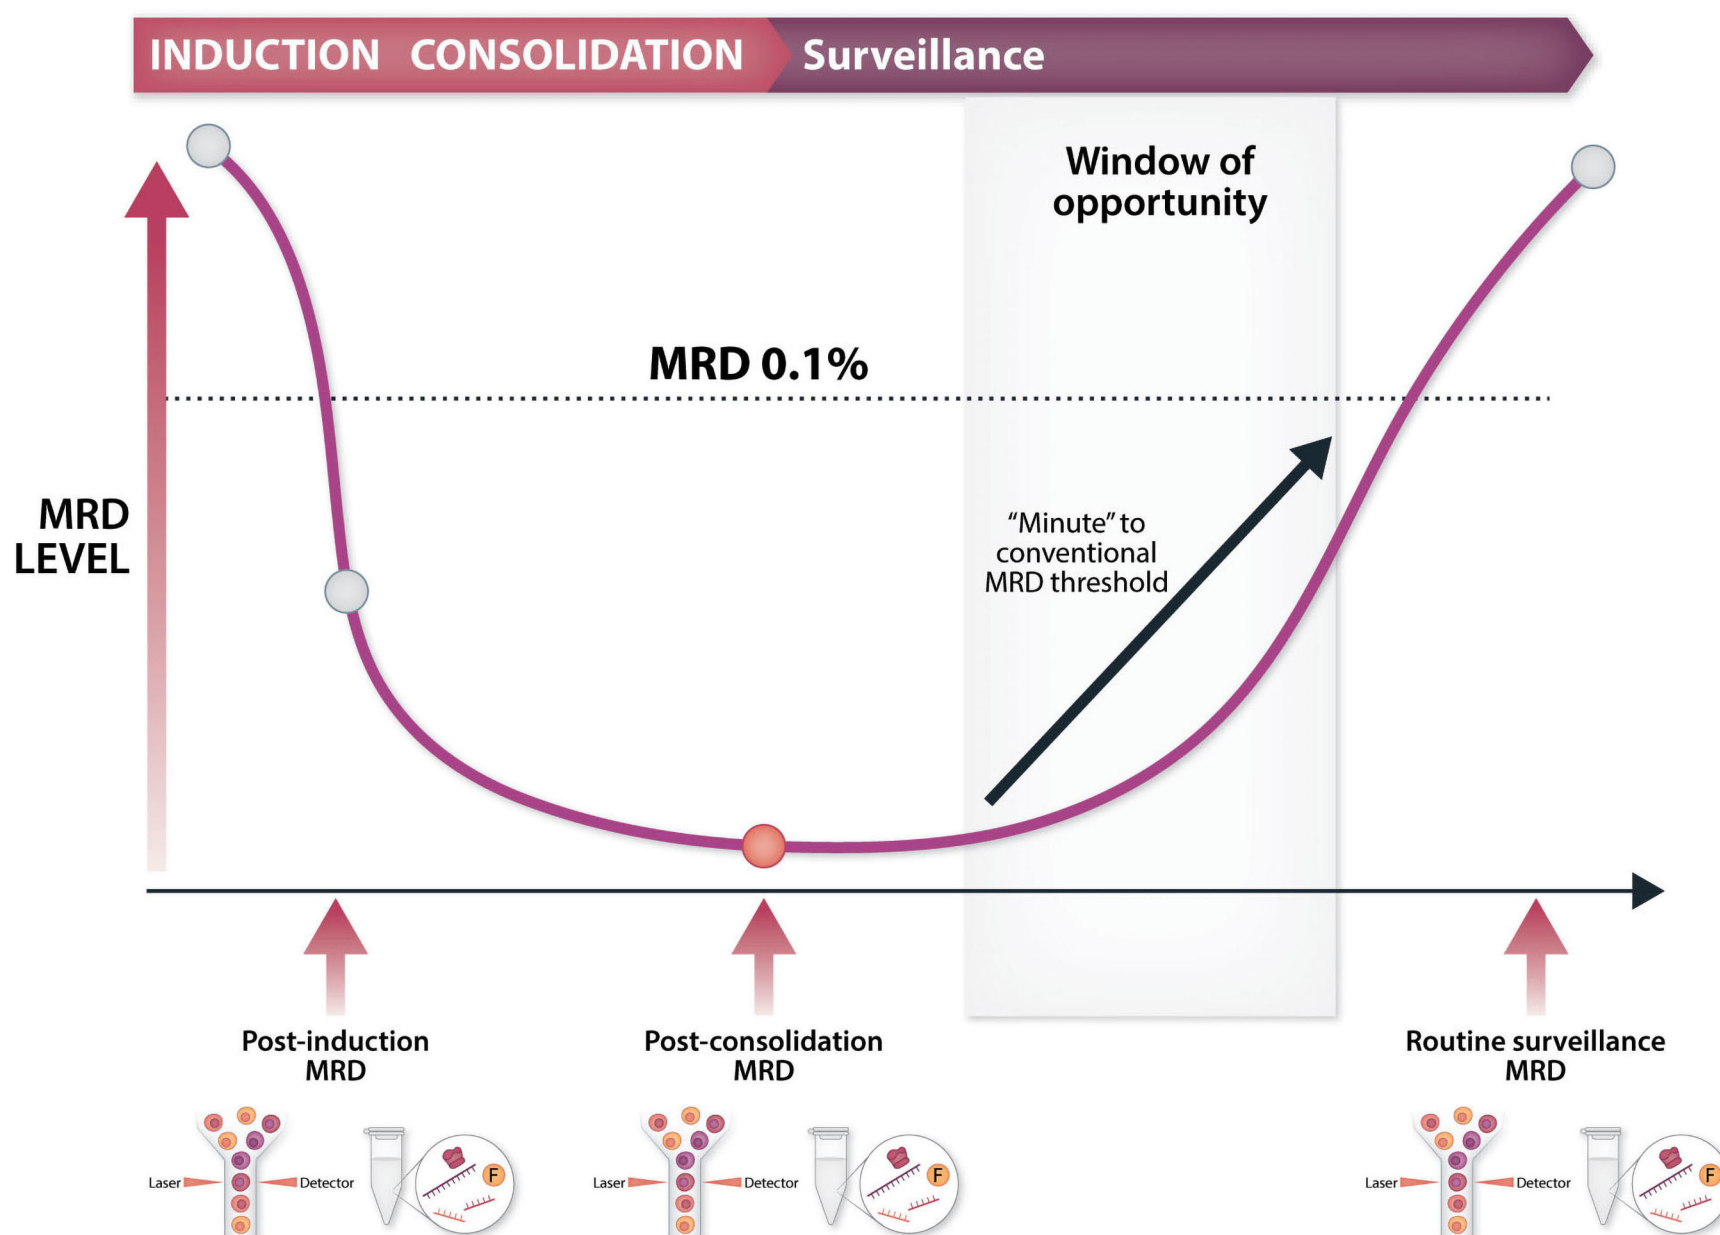 INDUCTION CONSOLIDATION Surveillance
Window of
opportunity
MRD 0.1%
MRD
LEVEL
“Minute” to
conventional
MRD threshold
Post-induction
MRD
Post-consolidation
MRD
Routine surveillance
MRD
Laser Detector F
Laser Detector F
Laser Detector F